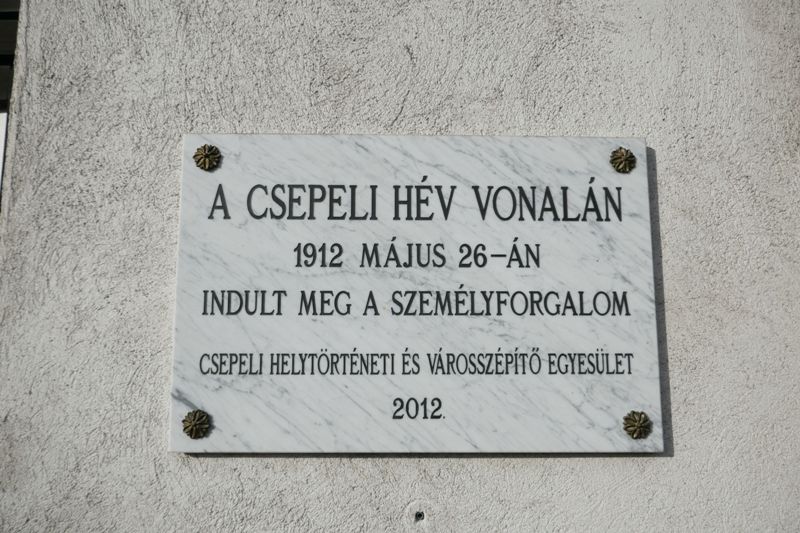 A CSEPELI HÉV VONALÁN
1912 MÁJUS 26-ÁN
INDULT MEG A SZEMÉLYFORGALOM
CSEPELI HELYTÖRTÉNETI ÉS VÁROSSZÉPÍTŐ EGYESÜLET
2012.